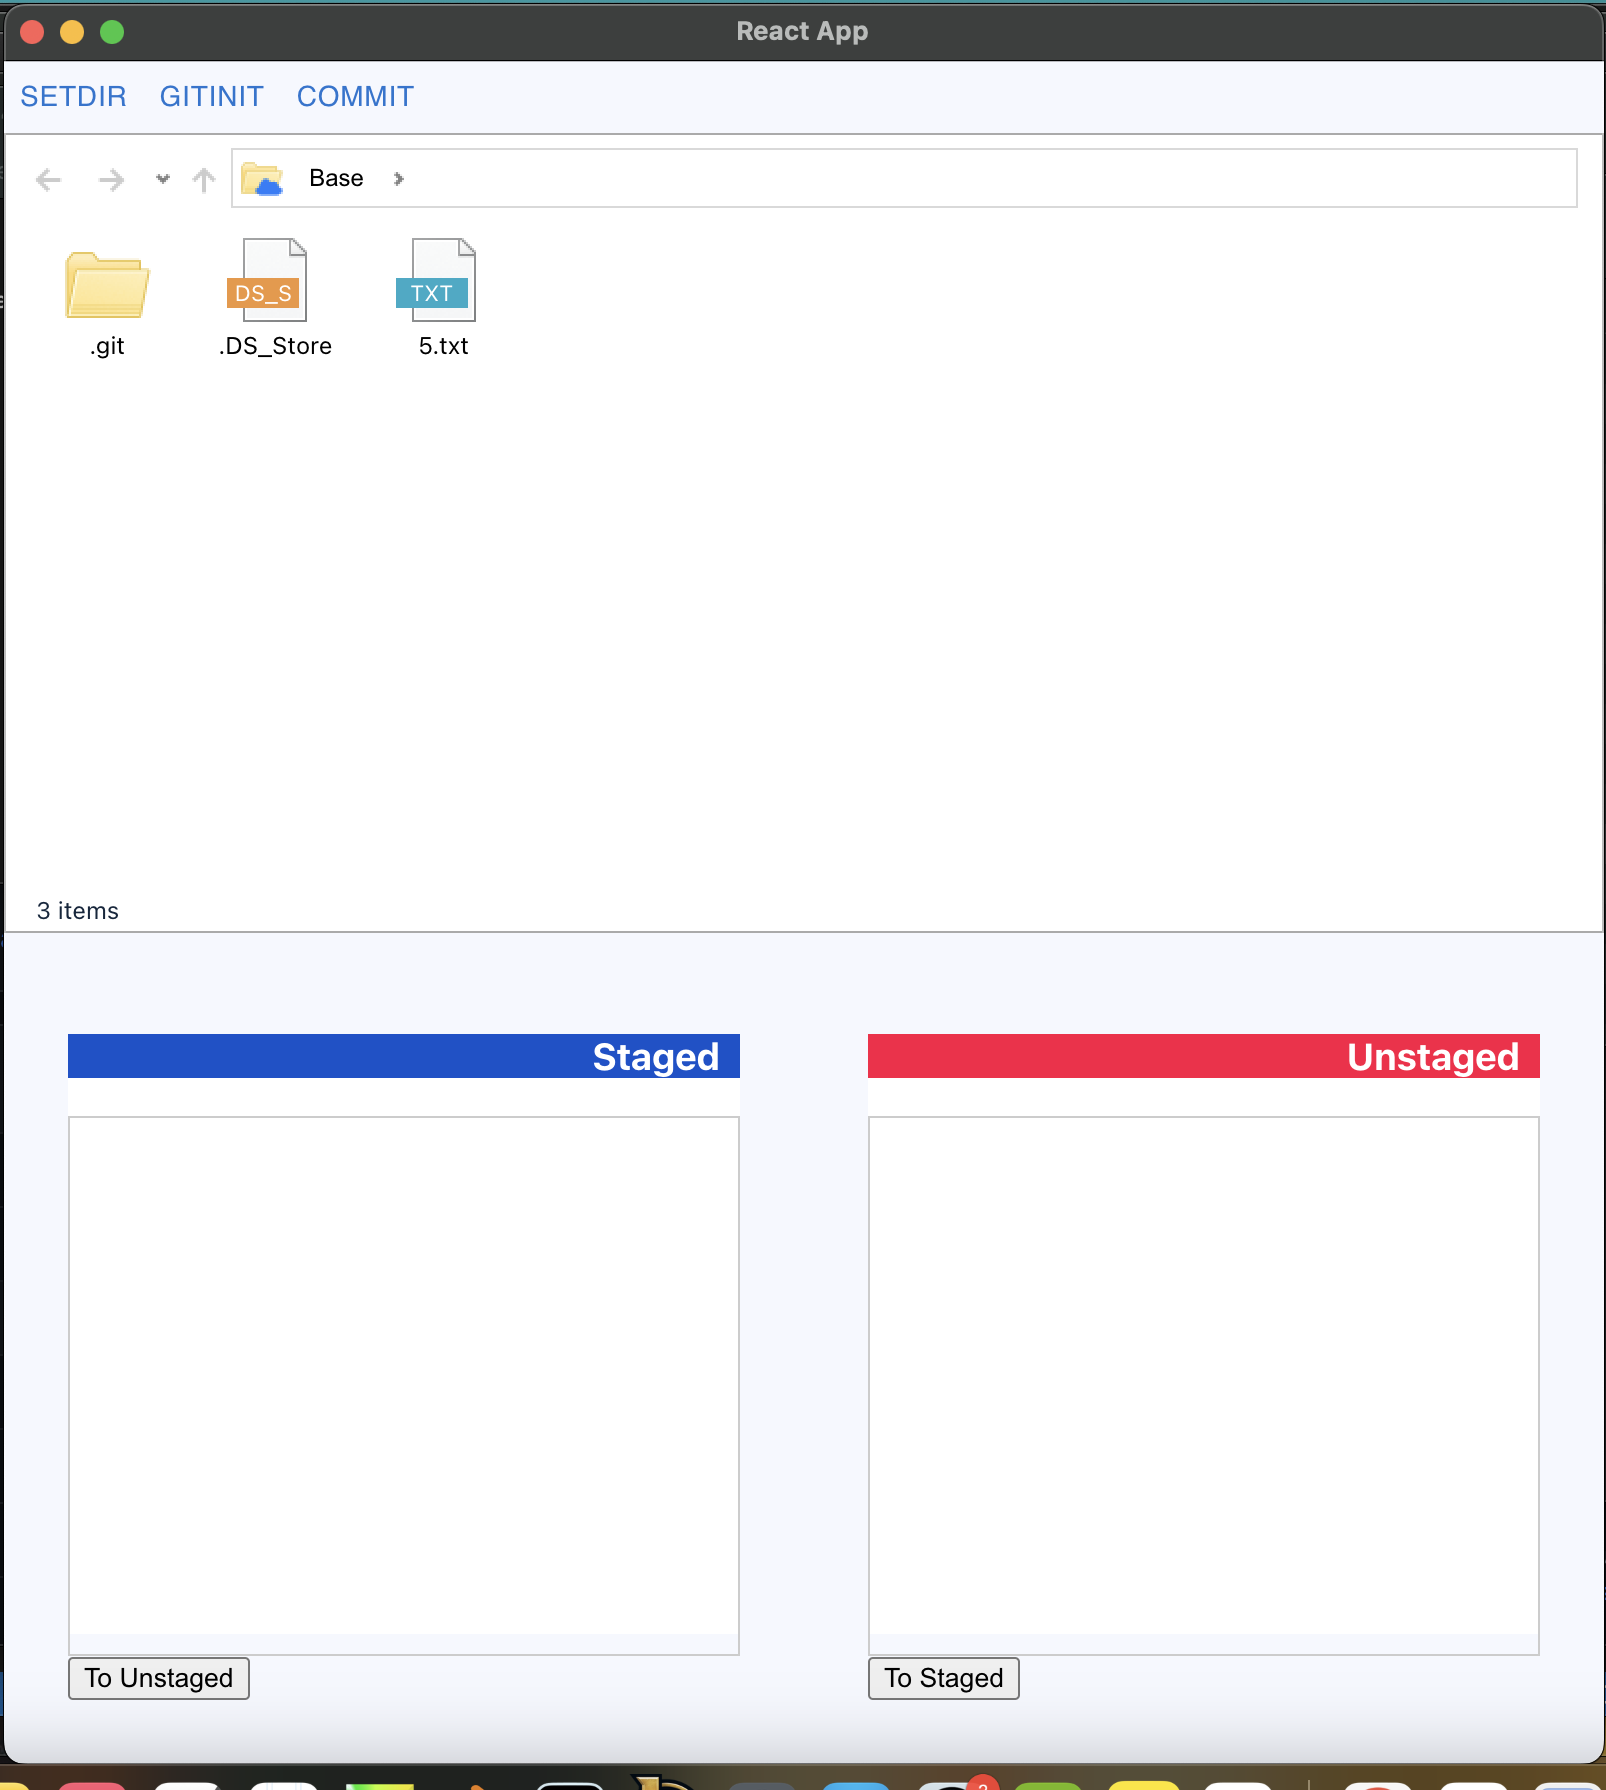 React App
SETDIR GITINIT COMMIT
Base
DS_S
TXT
.git
.DS_Store
5.txt
3 items
Staged
Unstaged
To Unstaged
To Staged